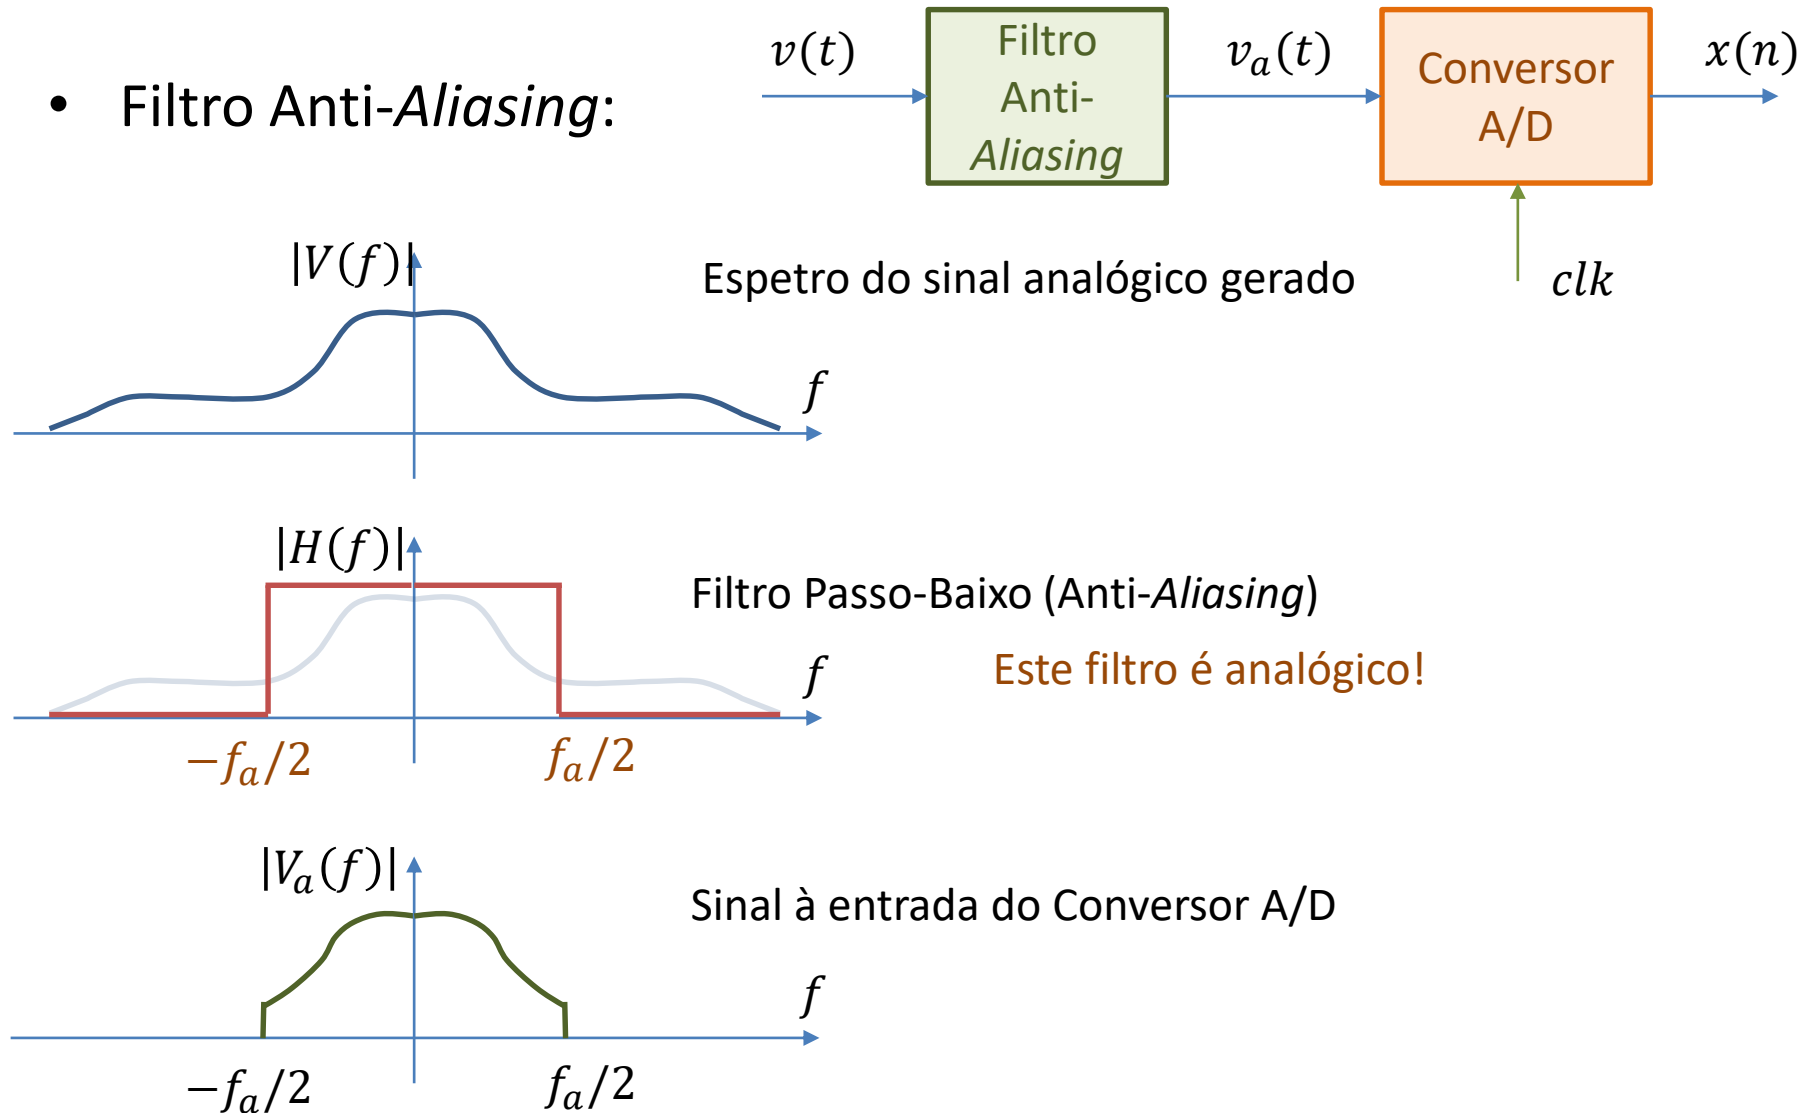 • Filtro Anti-Aliasing:
v(t)
Filtro
Anti-
Aliasing
v_a(t)
Conversor
A/D
x(n)
clk
|V(f)|
Espetro do sinal analógico gerado
f
|H(f)|
Filtro Passo-Baixo (Anti-Aliasing)
Este filtro é analógico!
f
−f_a/2
f_a/2
|V_a(f)|
Sinal à entrada do Conversor A/D
f
−f_a/2
f_a/2